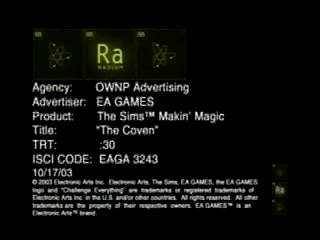 Ra
RADIUM
Agency: OWNP Advertising
Advertiser: EA GAMES
Product: The Sims™ Makin' Magic
Title: "The Coven"
TRT: :30
ISCI CODE: EAGA 3243
10/17/03
© 2003 Electronic Arts Inc. Electronic Arts, The Sims, EA GAMES, the EA GAMES
logo and "Challenge Everything" are trademarks or registered trademarks of
Electronic Arts Inc. in the U.S. and/or other countries. All rights reserved. All other
trademarks are the property of their respective owners. EA GAMES™ is an
Electronic Arts™ brand.
Ra